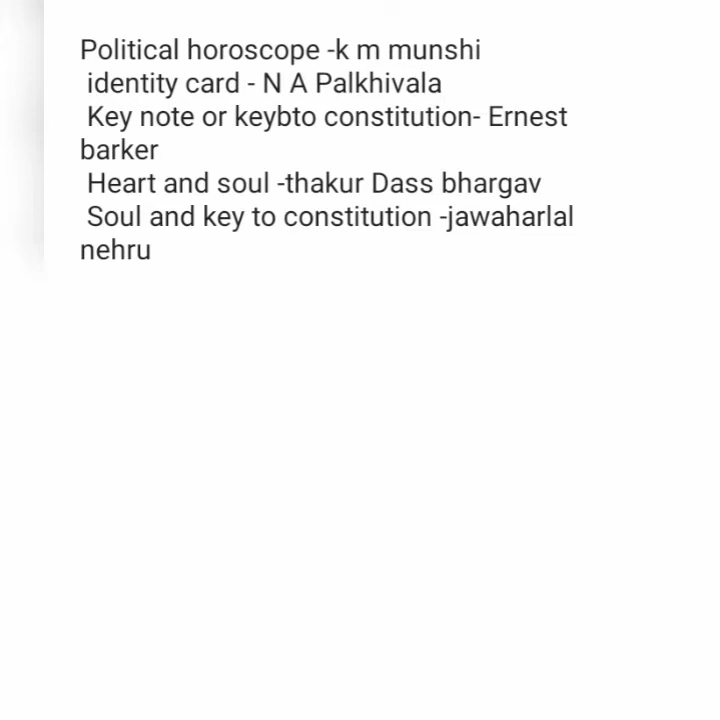 Political horoscope -k m munshi
identity card - N A Palkhivala
Key note or keybto constitution- Ernest
barker
Heart and soul -thakur Dass bhargav
Soul and key to constitution -jawaharlal
nehru